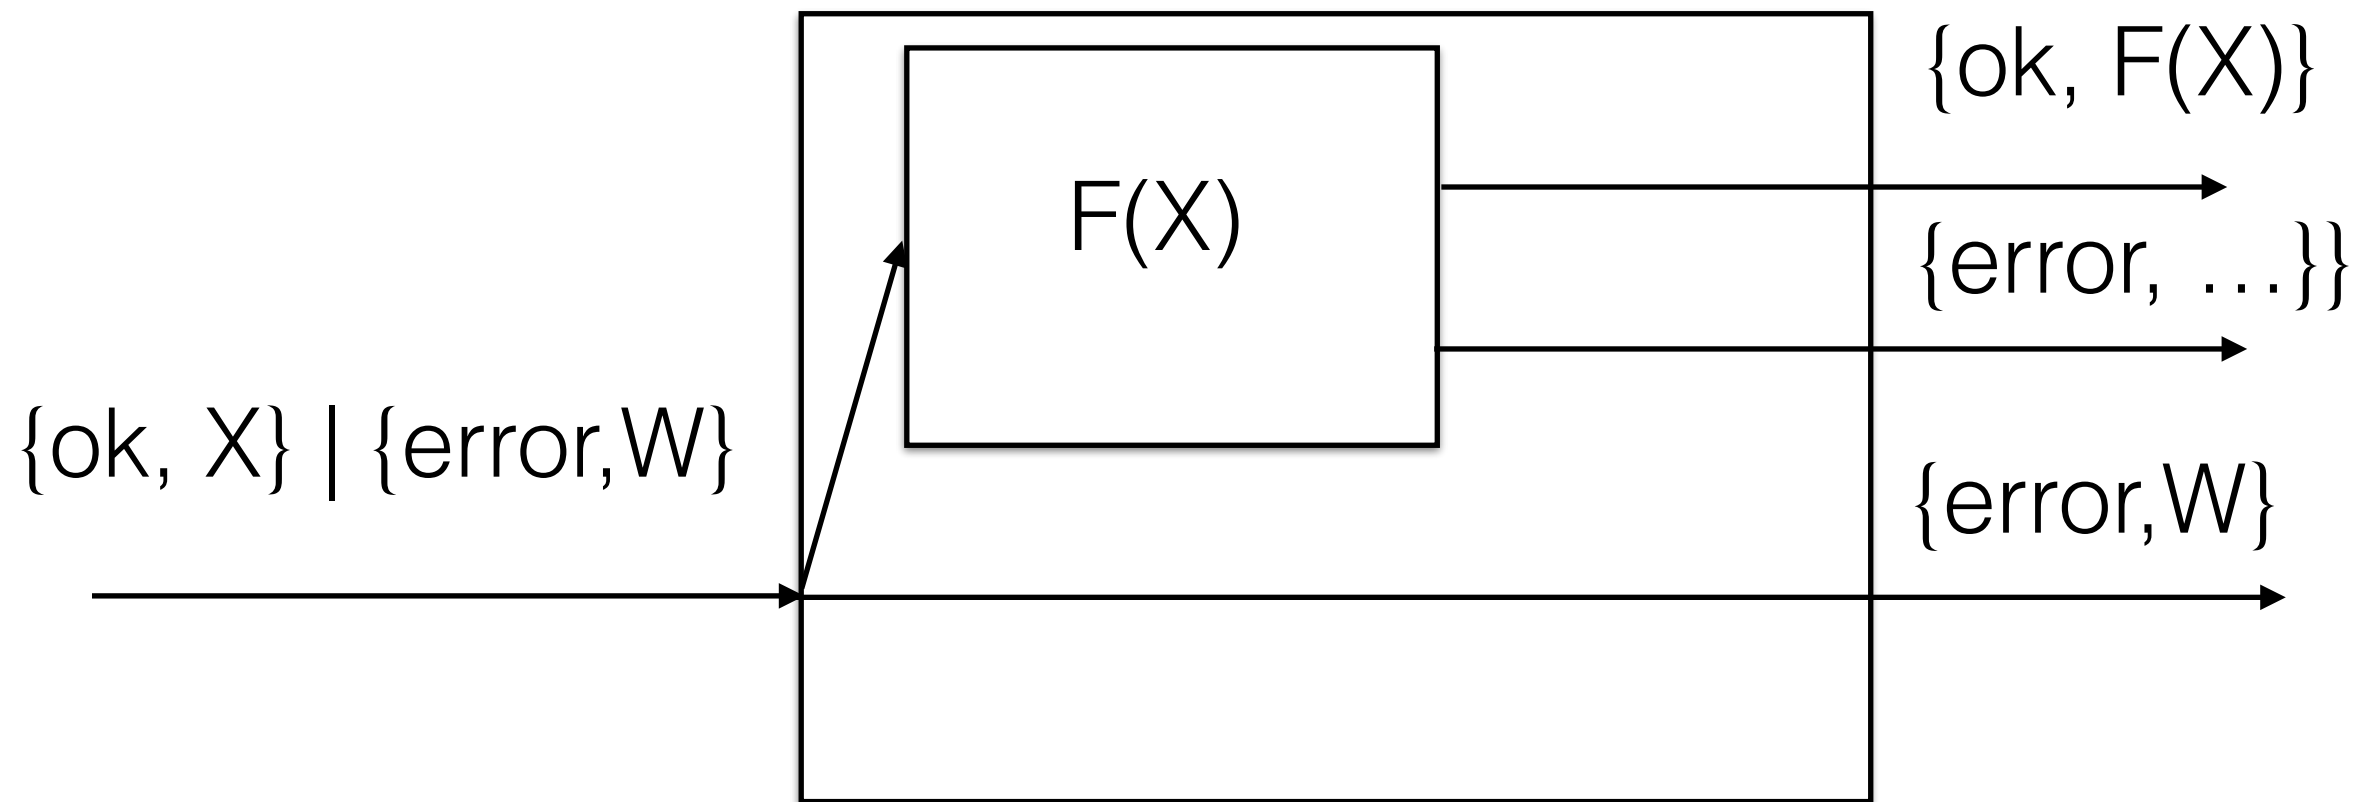 {ok, F(X)}
F(X)
{error, ...}}
{ok, X} | {error,W}
{error,W}